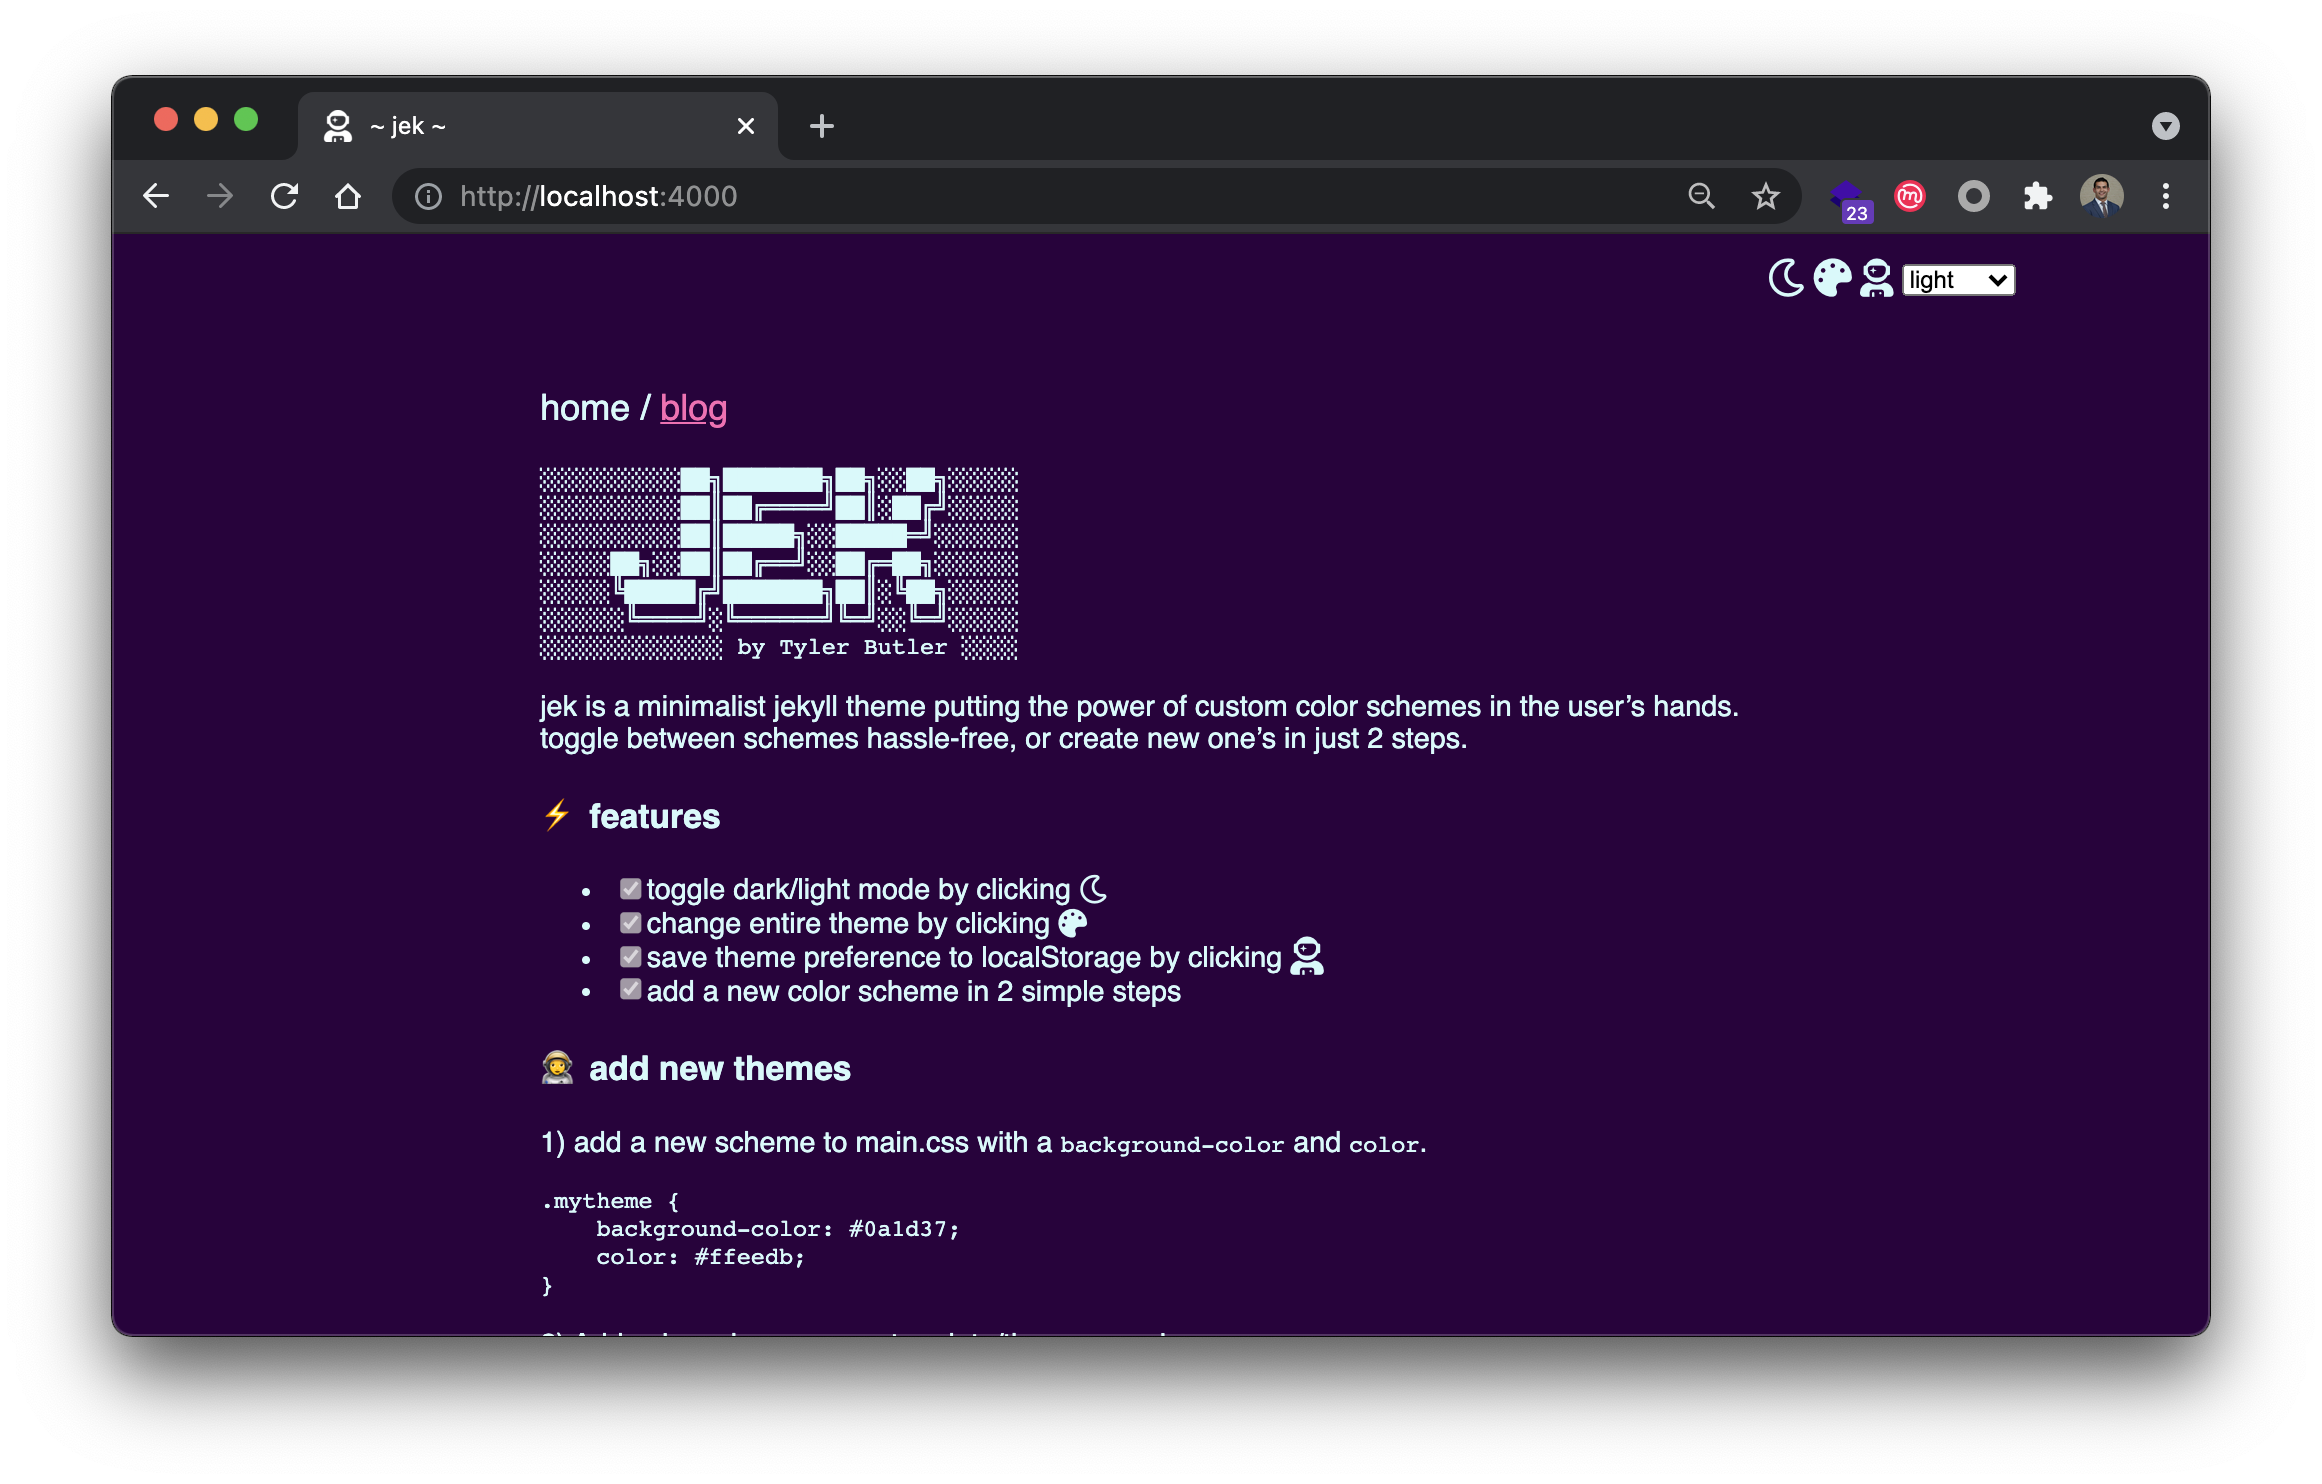 ~ jek ~
http://localhost:4000
23
light
home / blog
JEK
by Tyler Butler
jek is a minimalist jekyll theme putting the power of custom color schemes in the user’s hands.
toggle between schemes hassle-free, or create new one’s in just 2 steps.
⚡ features
• toggle dark/light mode by clicking
• change entire theme by clicking
• save theme preference to localStorage by clicking
• add a new color scheme in 2 simple steps
👩‍🚀 add new themes
1) add a new scheme to main.css with a background-color and color.
.mytheme {
    background-color: #0a1d37;
    color: #ffeedb;
}